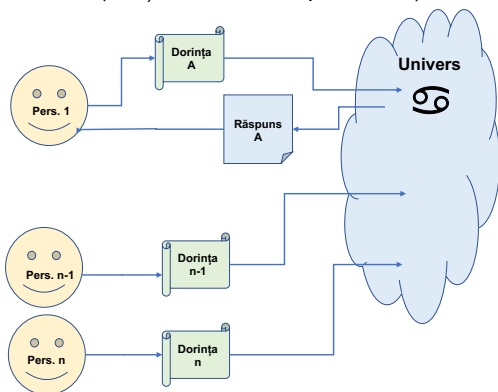 Dorința
A
Univers
♋
Pers. 1
Răspuns
A
Dorința
n-1
Pers. n-1
Dorința
n
Pers. n